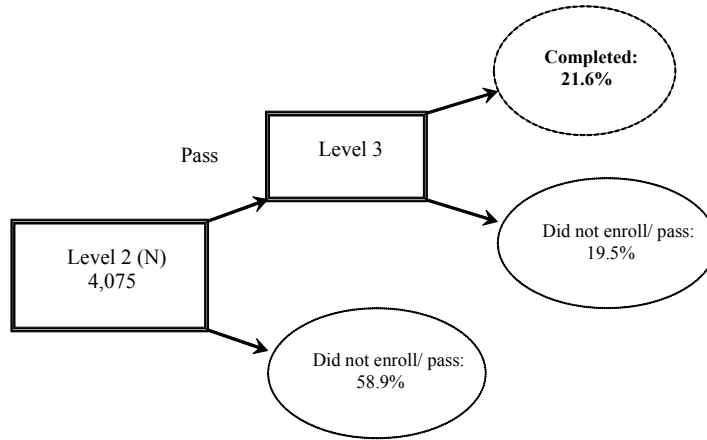 Completed:
21.6%
Pass
Level 3
Did not enroll/ pass:
19.5%
Level 2 (N)
4,075
Did not enroll/ pass:
58.9%